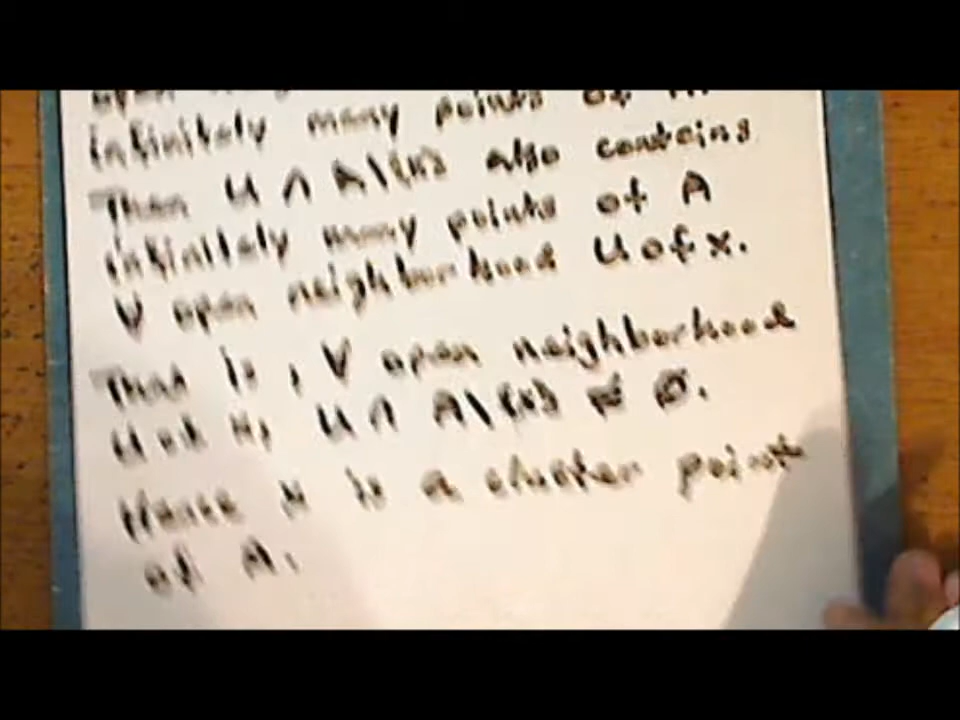 open
infinitely many points of A.
Then U ∩ A\{x} also contains
infinitely many points of A
∀ open neighborhood U of x.
That is, ∀ open neighborhood
U of x, U ∩ A\{x} ≠ ∅.
Hence x is a cluster point
of A.